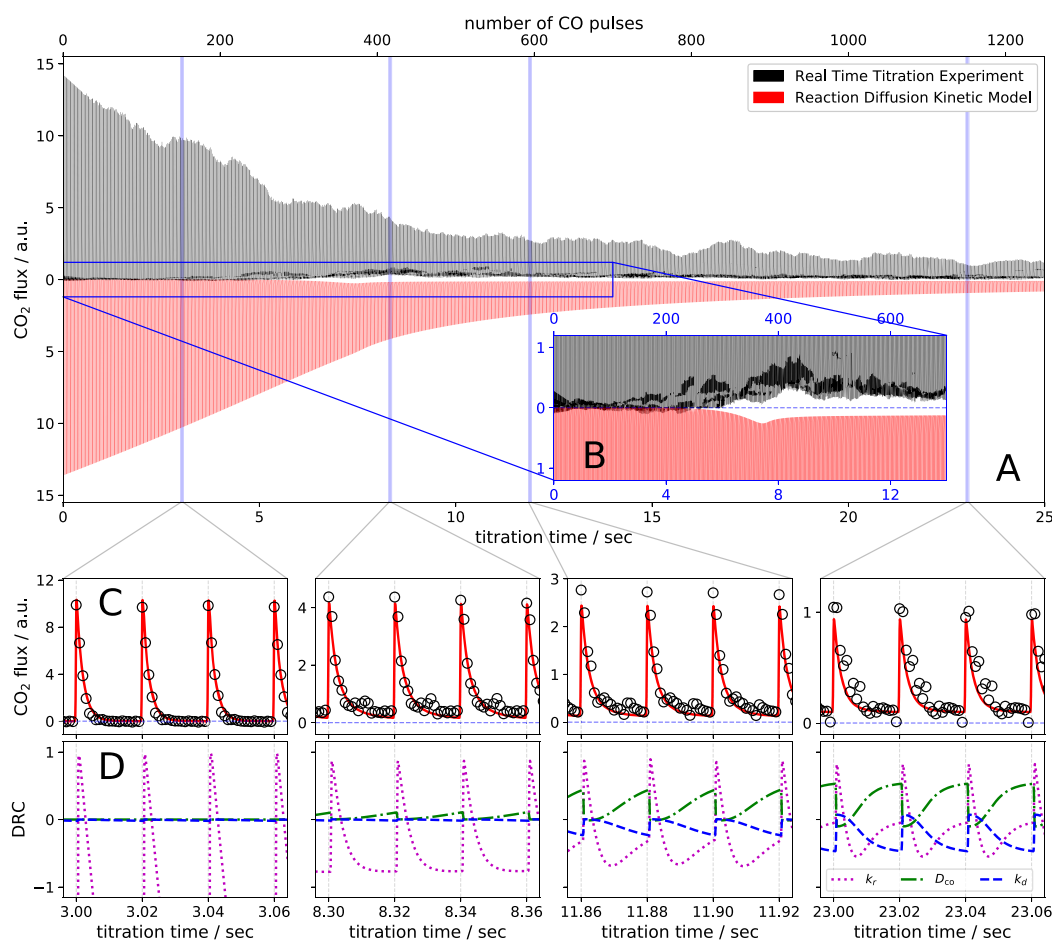 number of CO pulses
0 200 400 600 800 1000 1200
15
10
5
0
5
10
15
CO₂ flux / a.u.
Real Time Titration Experiment
Reaction Diffusion Kinetic Model
0 200 400 600
1
0
1
B
A
0 4 8 12
0 5 10 15 20 25
titration time / sec
C
CO₂ flux / a.u.
12
8
4
0
4
2
0
3
2
1
0
1
0
D
DRC
1
0
−1
k_r D_co k_d
3.00 3.02 3.04 3.06
8.30 8.32 8.34 8.36
11.86 11.88 11.90 11.92
23.00 23.02 23.04 23.06
titration time / sec
titration time / sec
titration time / sec
titration time / sec